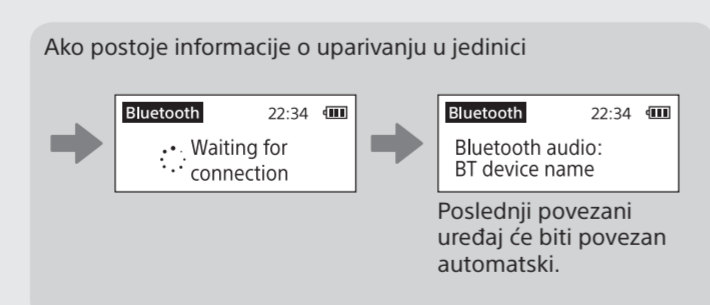 Ako postoje informacije o uparivanju u jedinici
Bluetooth 22:34
Waiting for
connection
Bluetooth 22:34
Bluetooth audio:
BT device name
Poslednji povezani
uređaj će biti povezan
automatski.